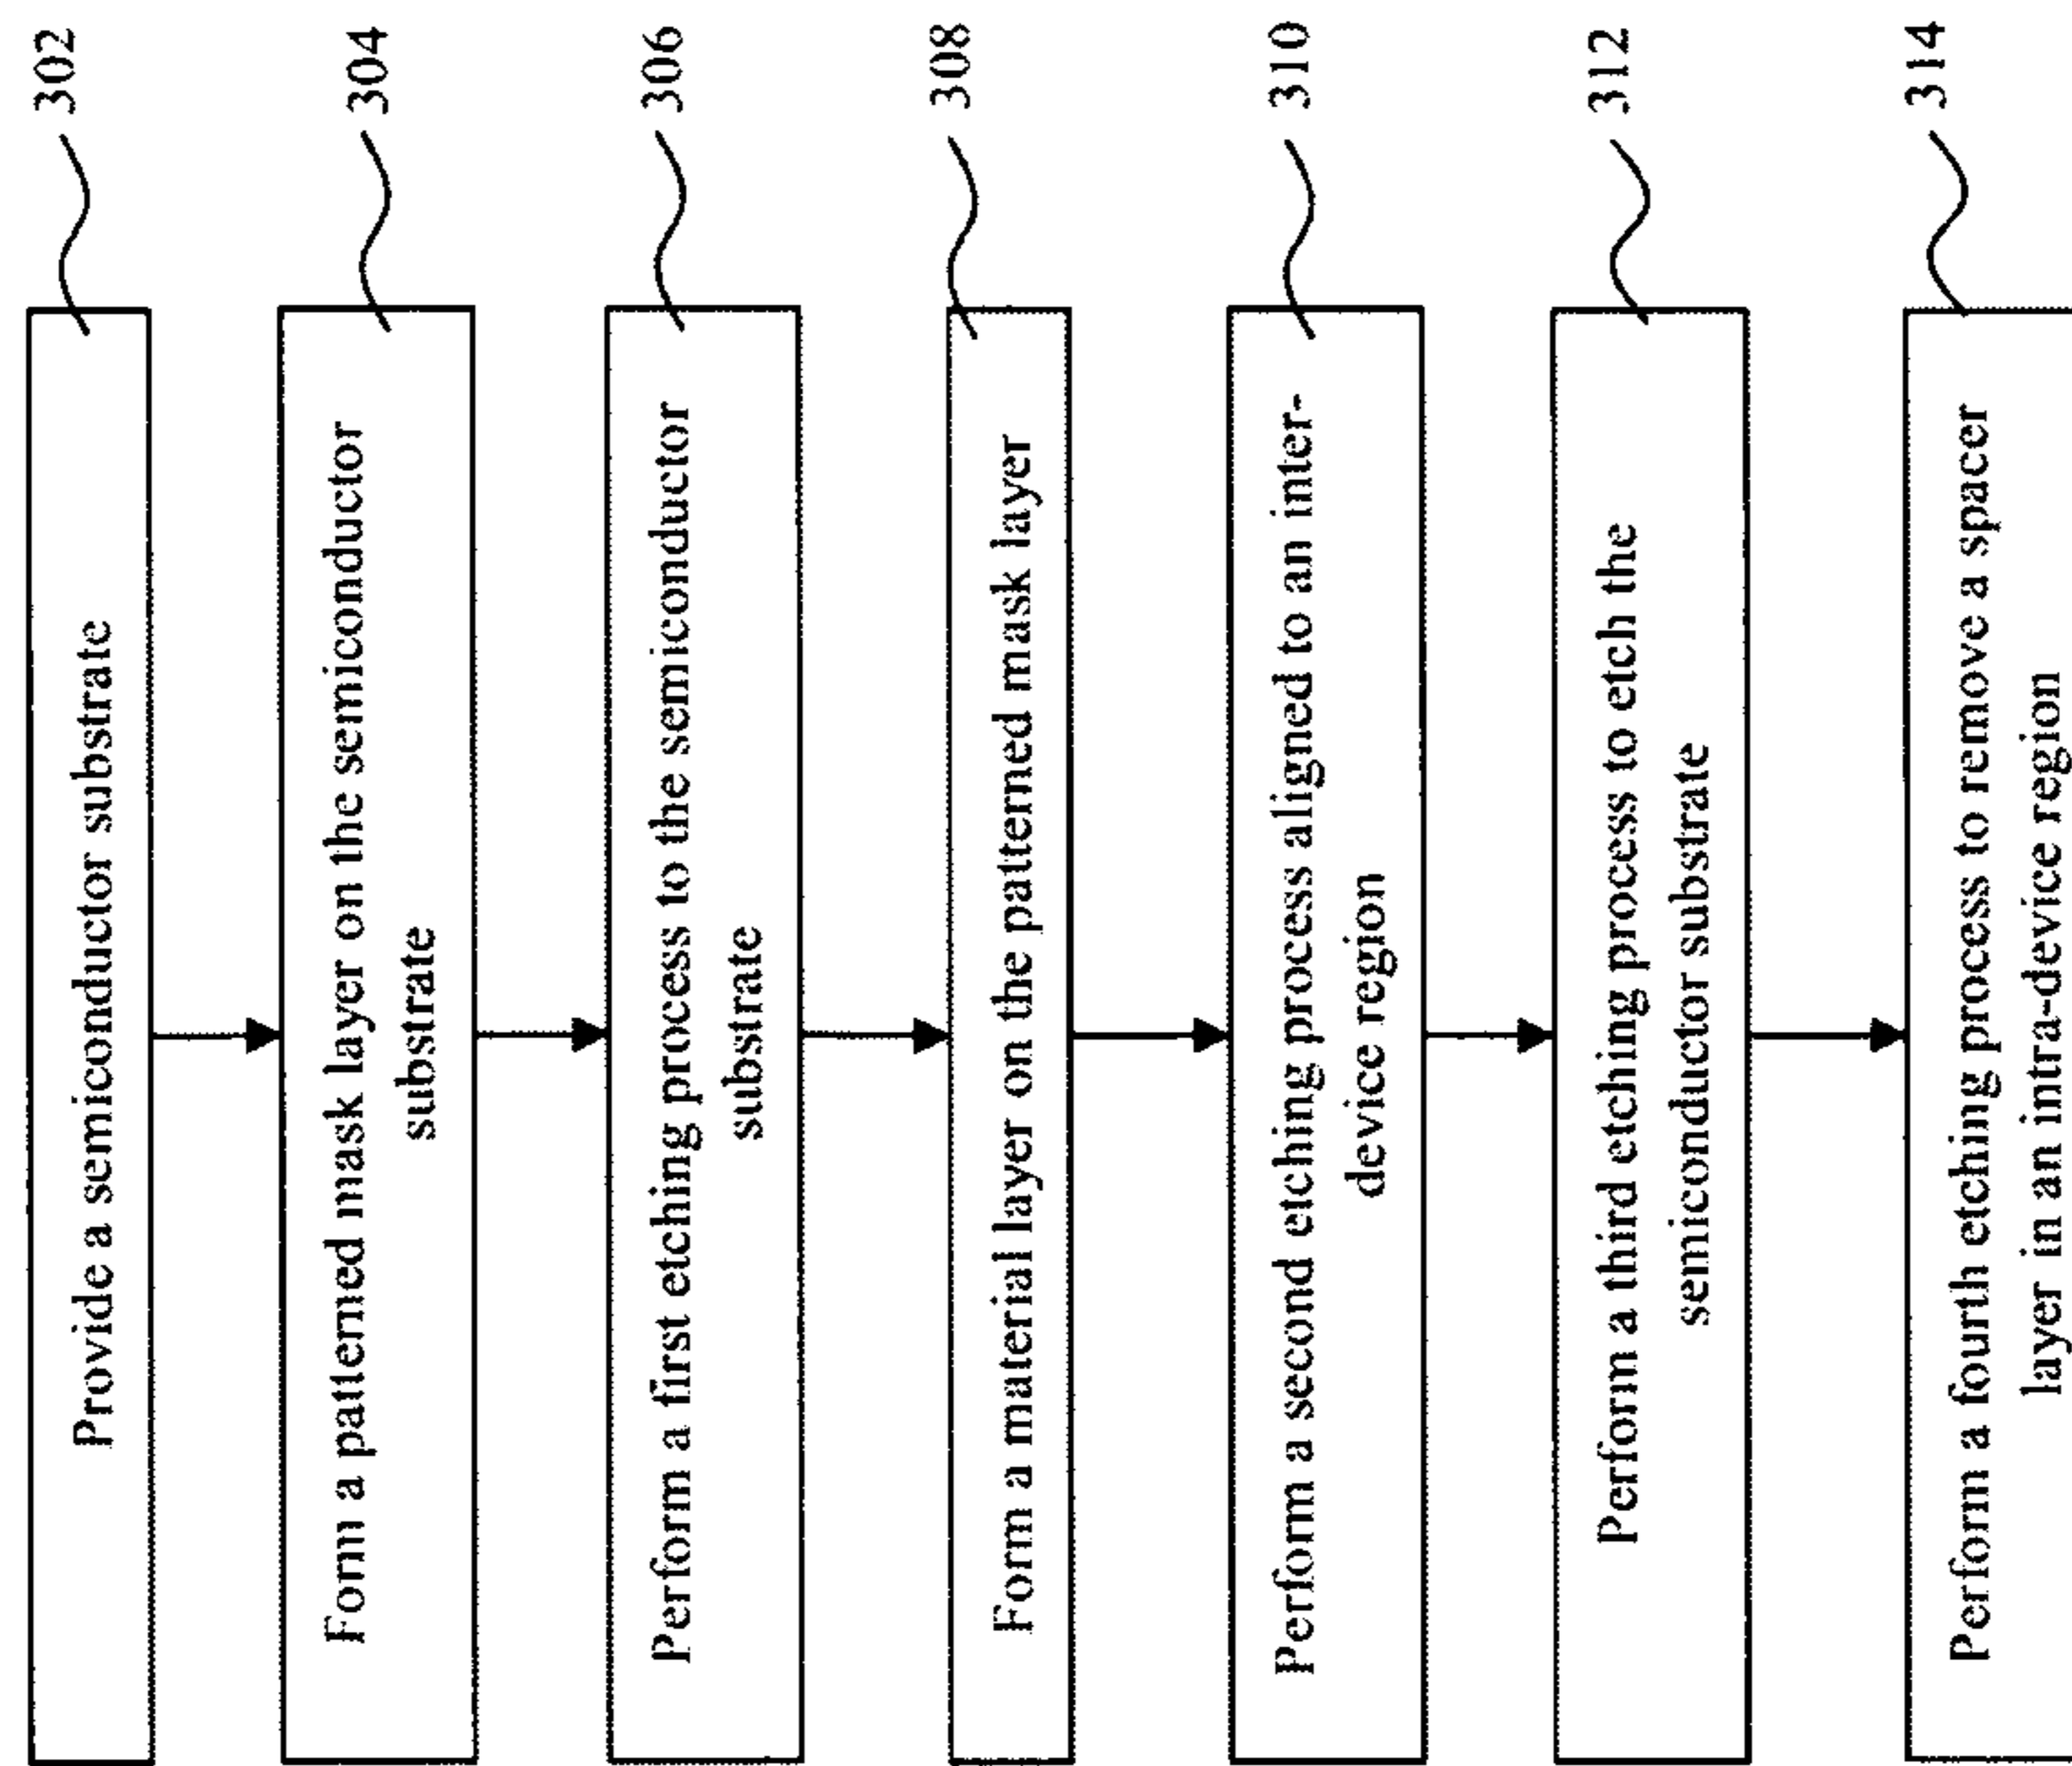 Provide a semiconductor substrate
302
Form a patterned mask layer on the semiconductor
substrate
304
Perform a first etching process to the semiconductor
substrate
306
Form a material layer on the patterned mask layer
308
Perform a second etching process aligned to an inter-
device region
310
Perform a third etching process to etch the
semiconductor substrate
312
Perform a fourth etching process to remove a spacer
layer in an intra-device region
314